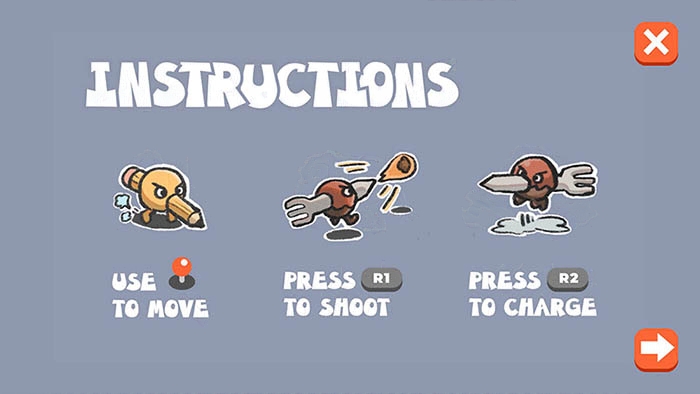 INSTRUCTIONS
USE
TO MOVE
PRESS R1
TO SHOOT
PRESS R2
TO CHARGE